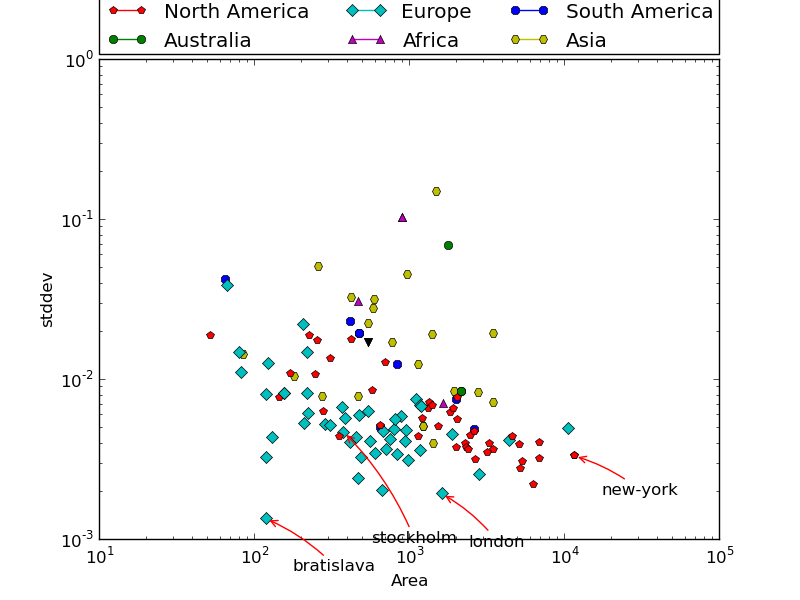 North America Europe South America
Australia Africa Asia
10^0
10^-1
10^-2
10^-3
stddev
new-york
stockholm
london
bratislava
10^1 10^2 10^3 10^4 10^5
Area